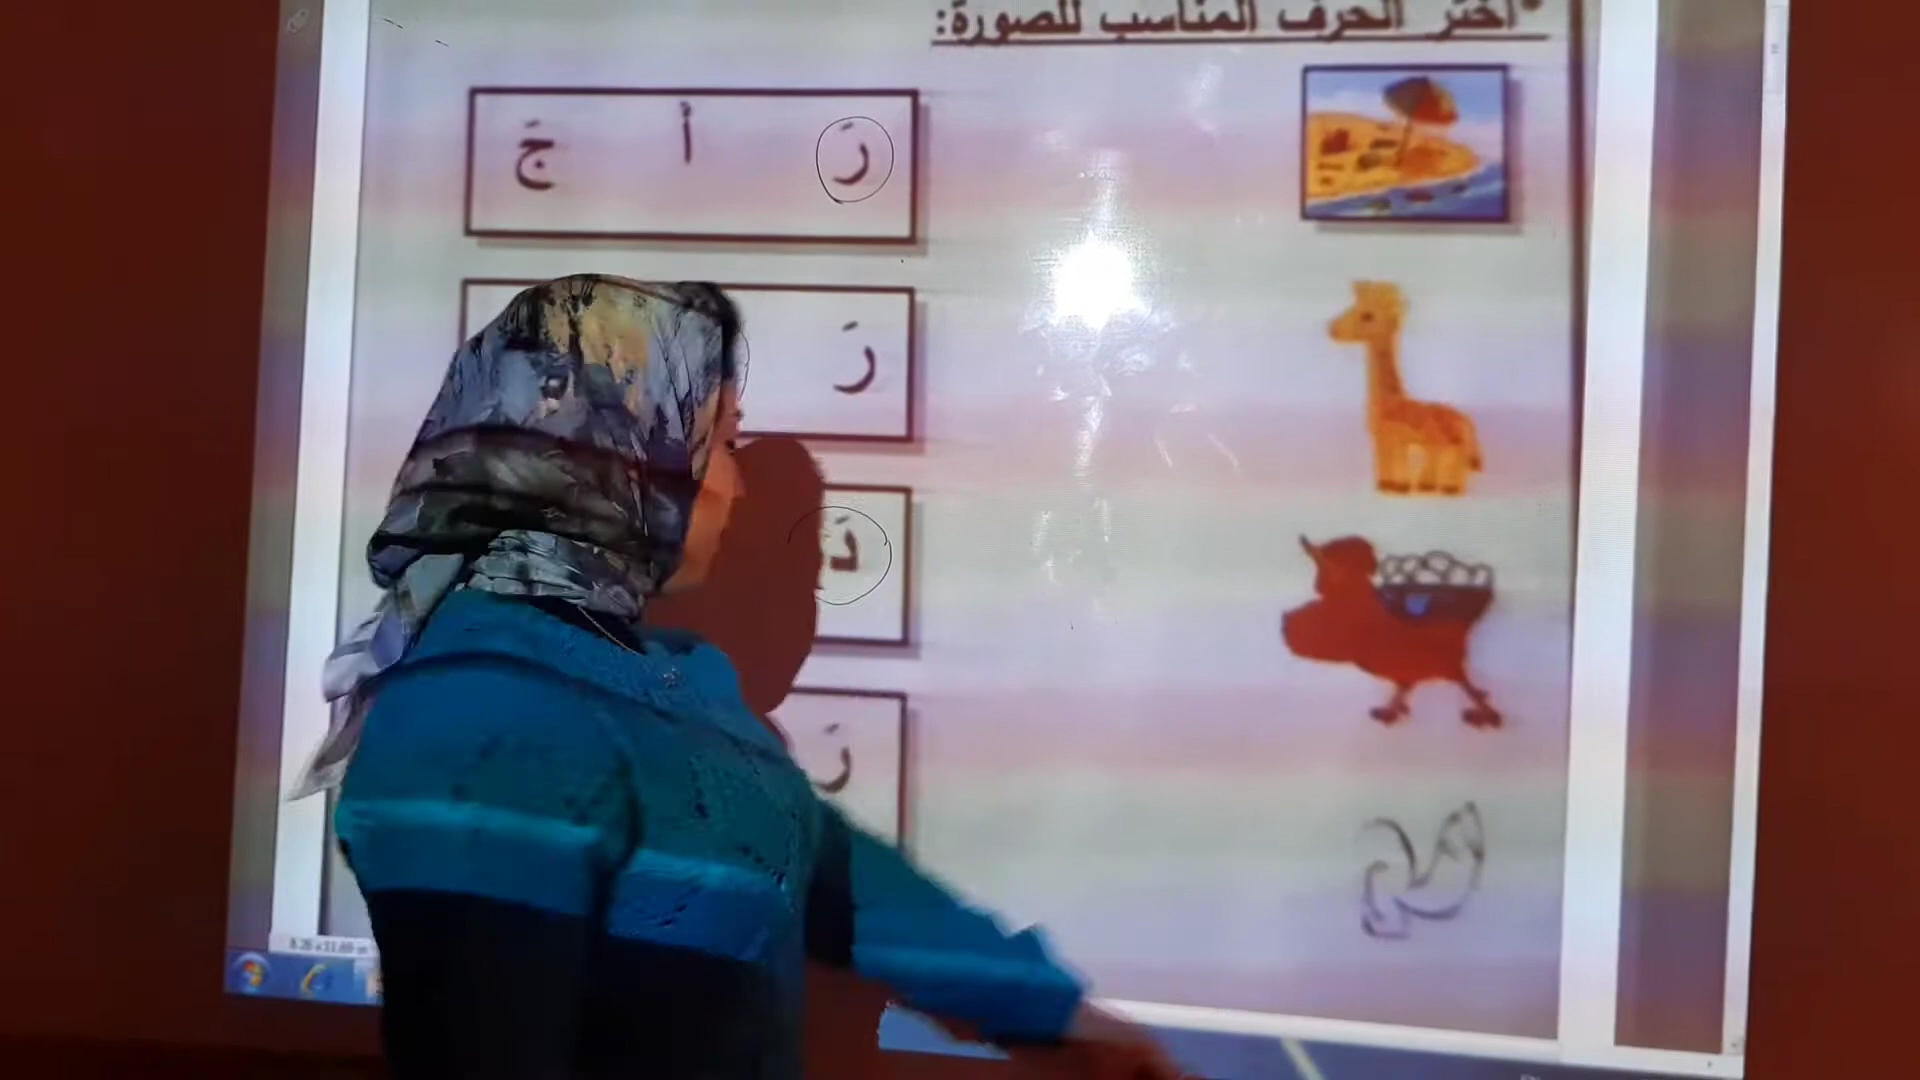 *اختر الحرف المناسب للصورة:
رَ أَ جَ
رَ
دَ
رَ